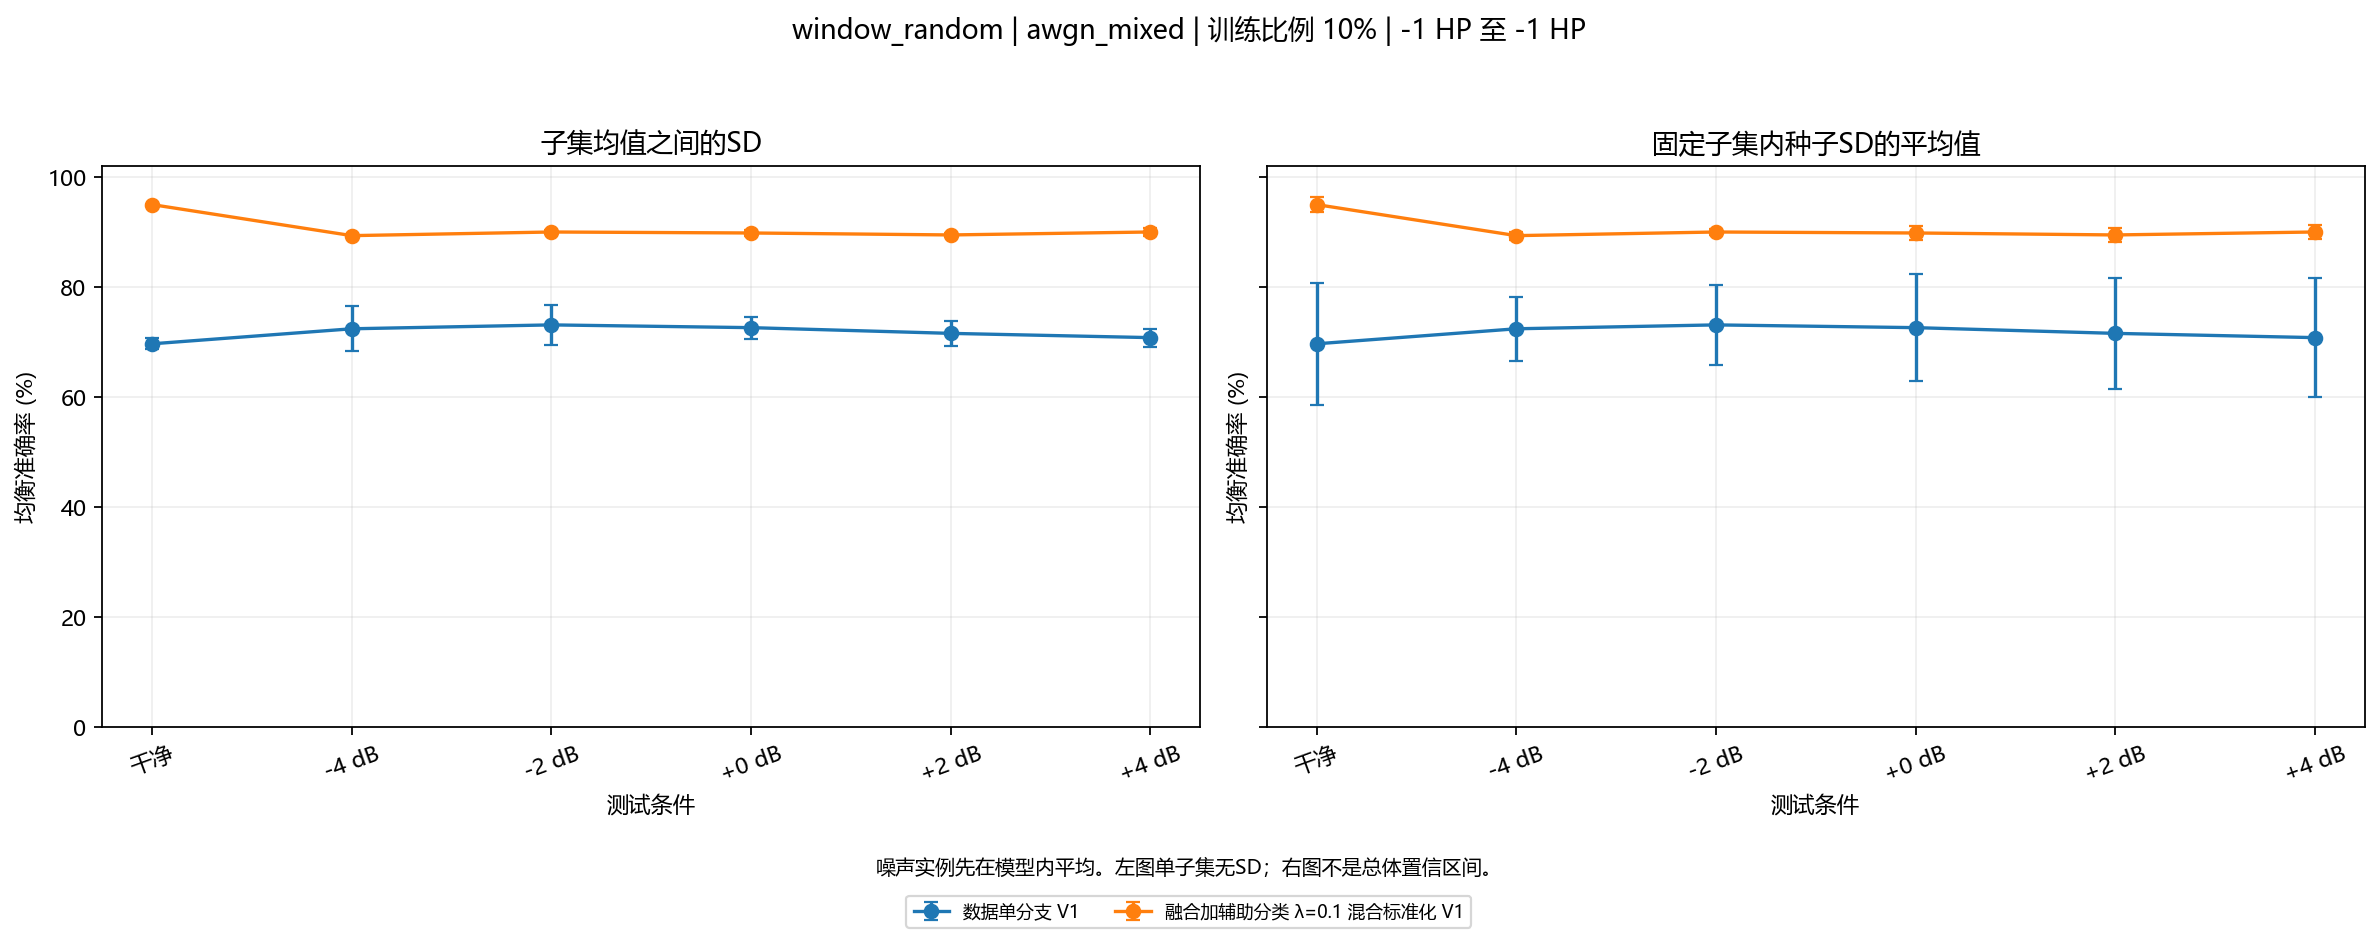 window_random | awgn_mixed | 训练比例 10% | -1 HP 至 -1 HP
子集均值之间的SD
均衡准确率 (%)
100
80
60
40
20
0
干净
-4 dB
-2 dB
+0 dB
+2 dB
+4 dB
测试条件
固定子集内种子SD的平均值
均衡准确率 (%)
干净
-4 dB
-2 dB
+0 dB
+2 dB
+4 dB
测试条件
噪声实例先在模型内平均。左图单子集无SD；右图不是总体置信区间。
数据单分支 V1
融合加辅助分类 λ=0.1 混合标准化 V1